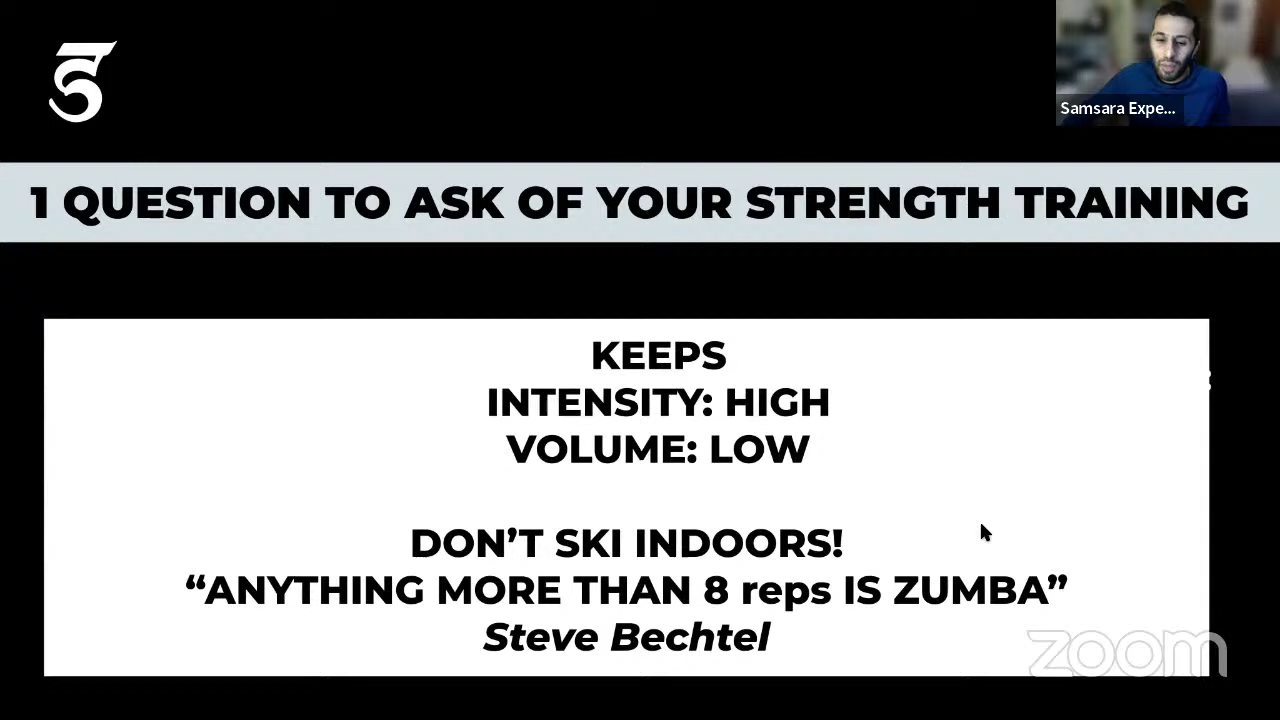 Samsara Expe...
1 QUESTION TO ASK OF YOUR STRENGTH TRAINING
KEEPS
INTENSITY: HIGH
VOLUME: LOW
DON’T SKI INDOORS!
“ANYTHING MORE THAN 8 reps IS ZUMBA”
Steve Bechtel
zoom